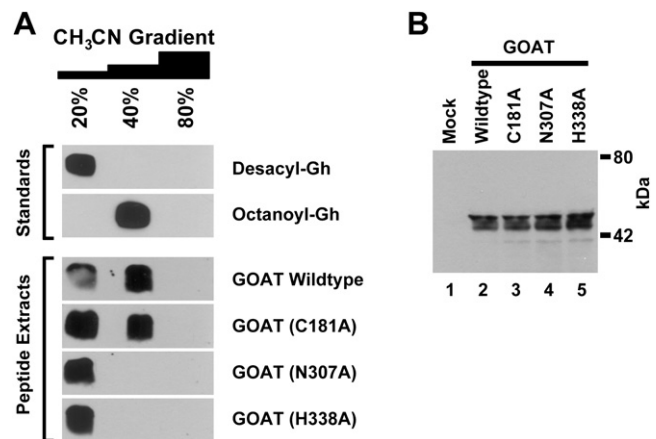 A
CH₃CN Gradient
20%
40%
80%
Standards
Desacyl-Gh
Octanoyl-Gh
Peptide Extracts
GOAT Wildtype
GOAT (C181A)
GOAT (N307A)
GOAT (H338A)
B
GOAT
Mock
Wildtype
C181A
N307A
H338A
80
42
kDa
1 2 3 4 5